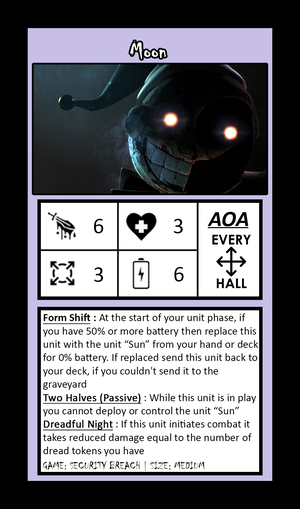 Moon
6
3
AOA
EVERY
3
6
HALL
Form Shift : At the start of your unit phase, if
you have 50% or more battery then replace this
unit with the unit “Sun” from your hand or deck
for 0% battery. If replaced send this unit back to
your deck, if you couldn't send it to the
graveyard
Two Halves (Passive) : While this unit is in play
you cannot deploy or control the unit “Sun”
Dreadful Night : If this unit initiates combat it
takes reduced damage equal to the number of
dread tokens you have
GAME: SECURITY BREACH | SIZE: MEDIUM